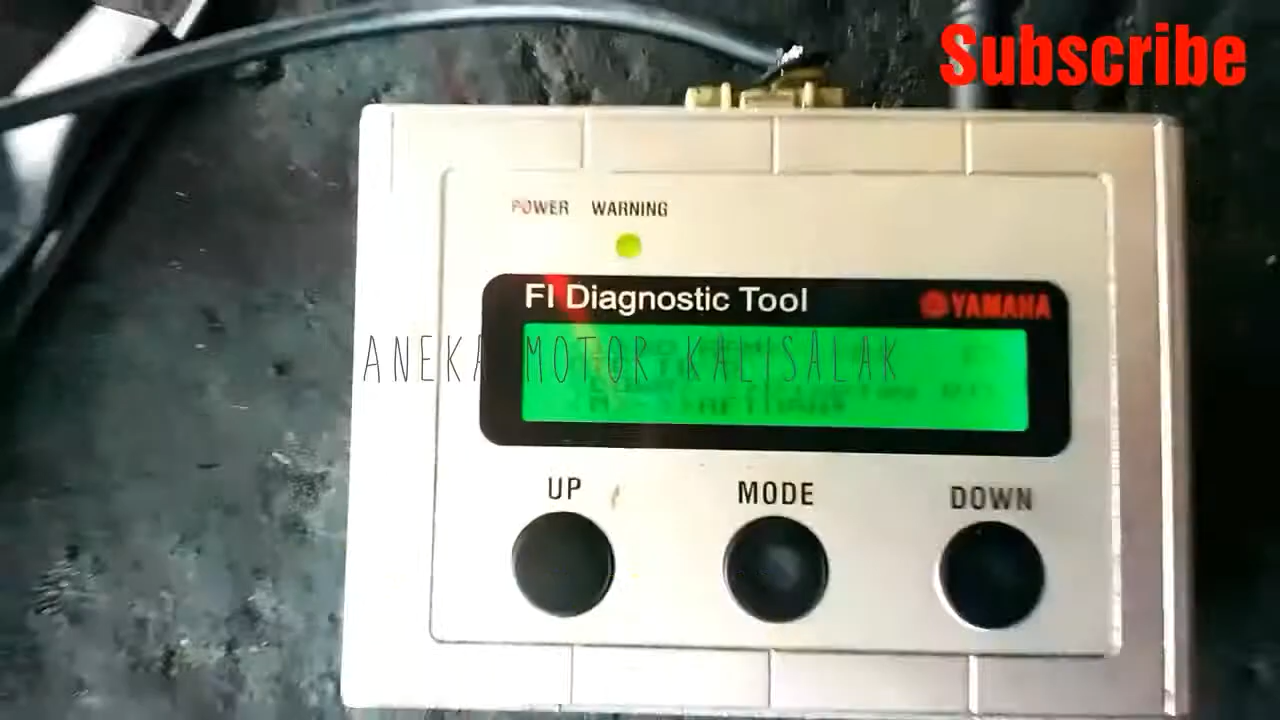 Subscribe
POWER WARNING
FI Diagnostic Tool YAMAHA
ANEKA MOTOR KALISALAK
UP MODE DOWN